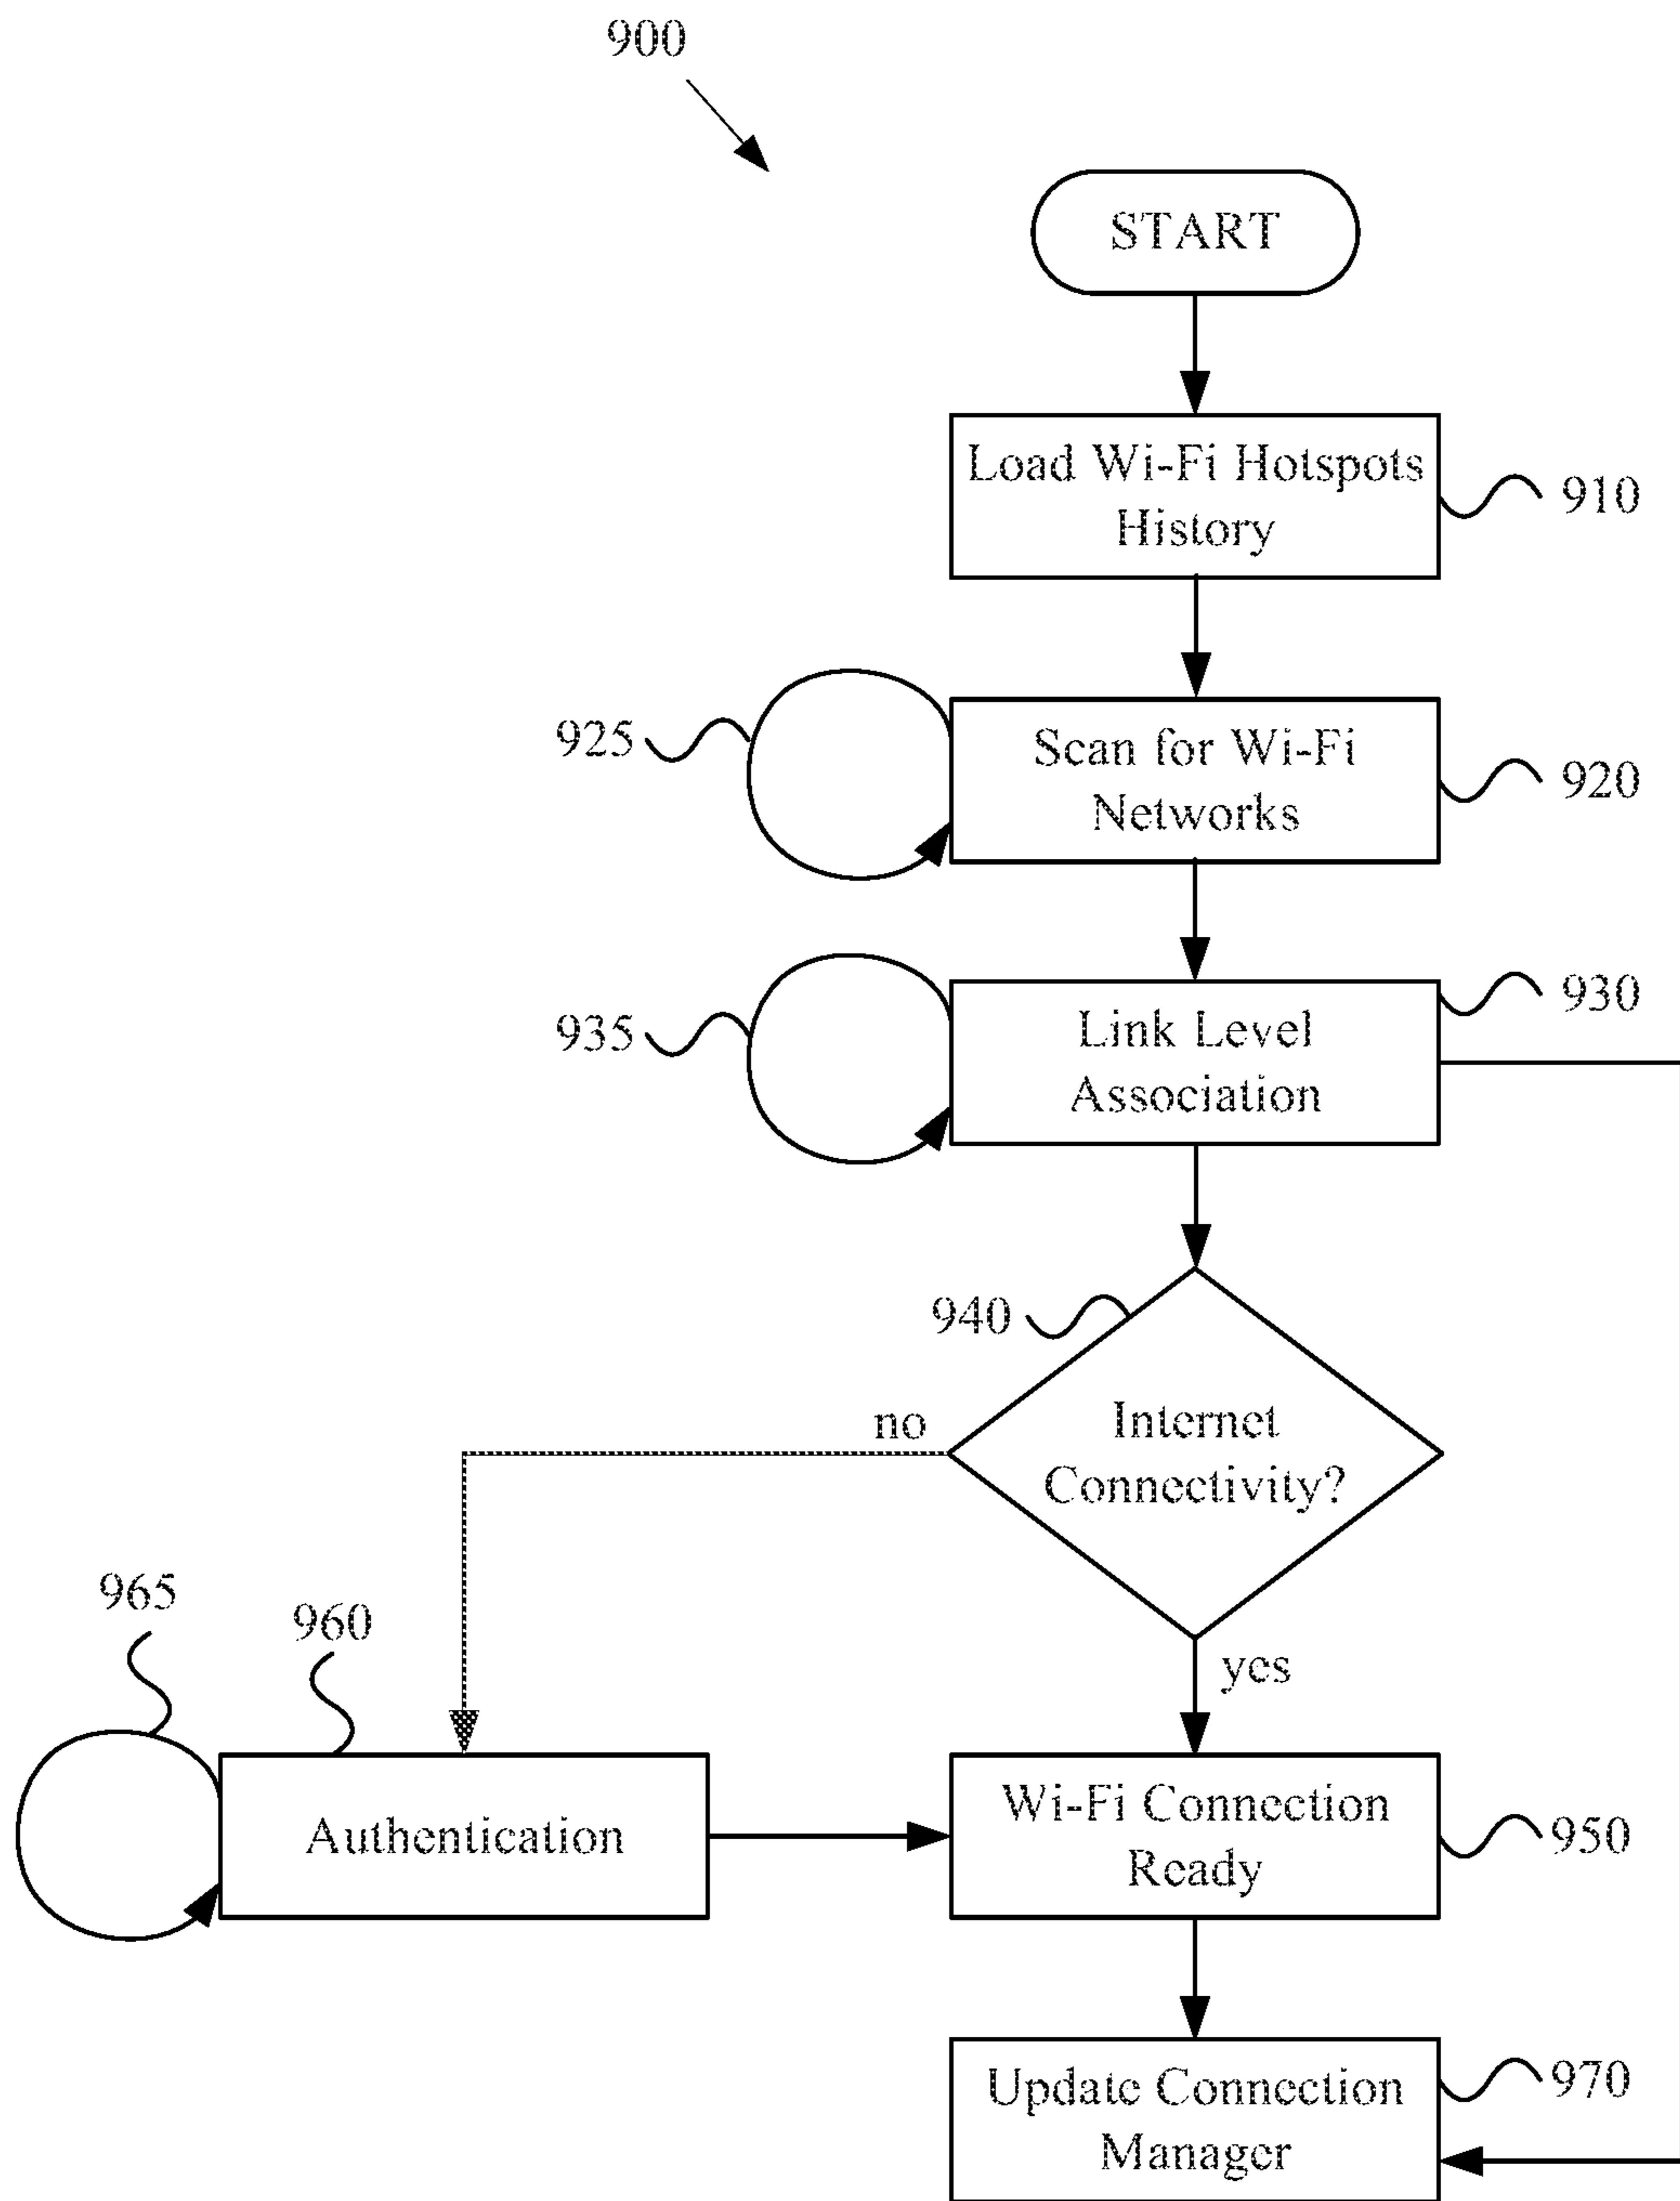 900
START
Load Wi-Fi Hotspots
History
910
925
Scan for Wi-Fi
Networks
920
935
Link Level
Association
930
940
Internet
Connectivity?
no
yes
965
960
Authentication
Wi-Fi Connection
Ready
950
Update Connection
Manager
970